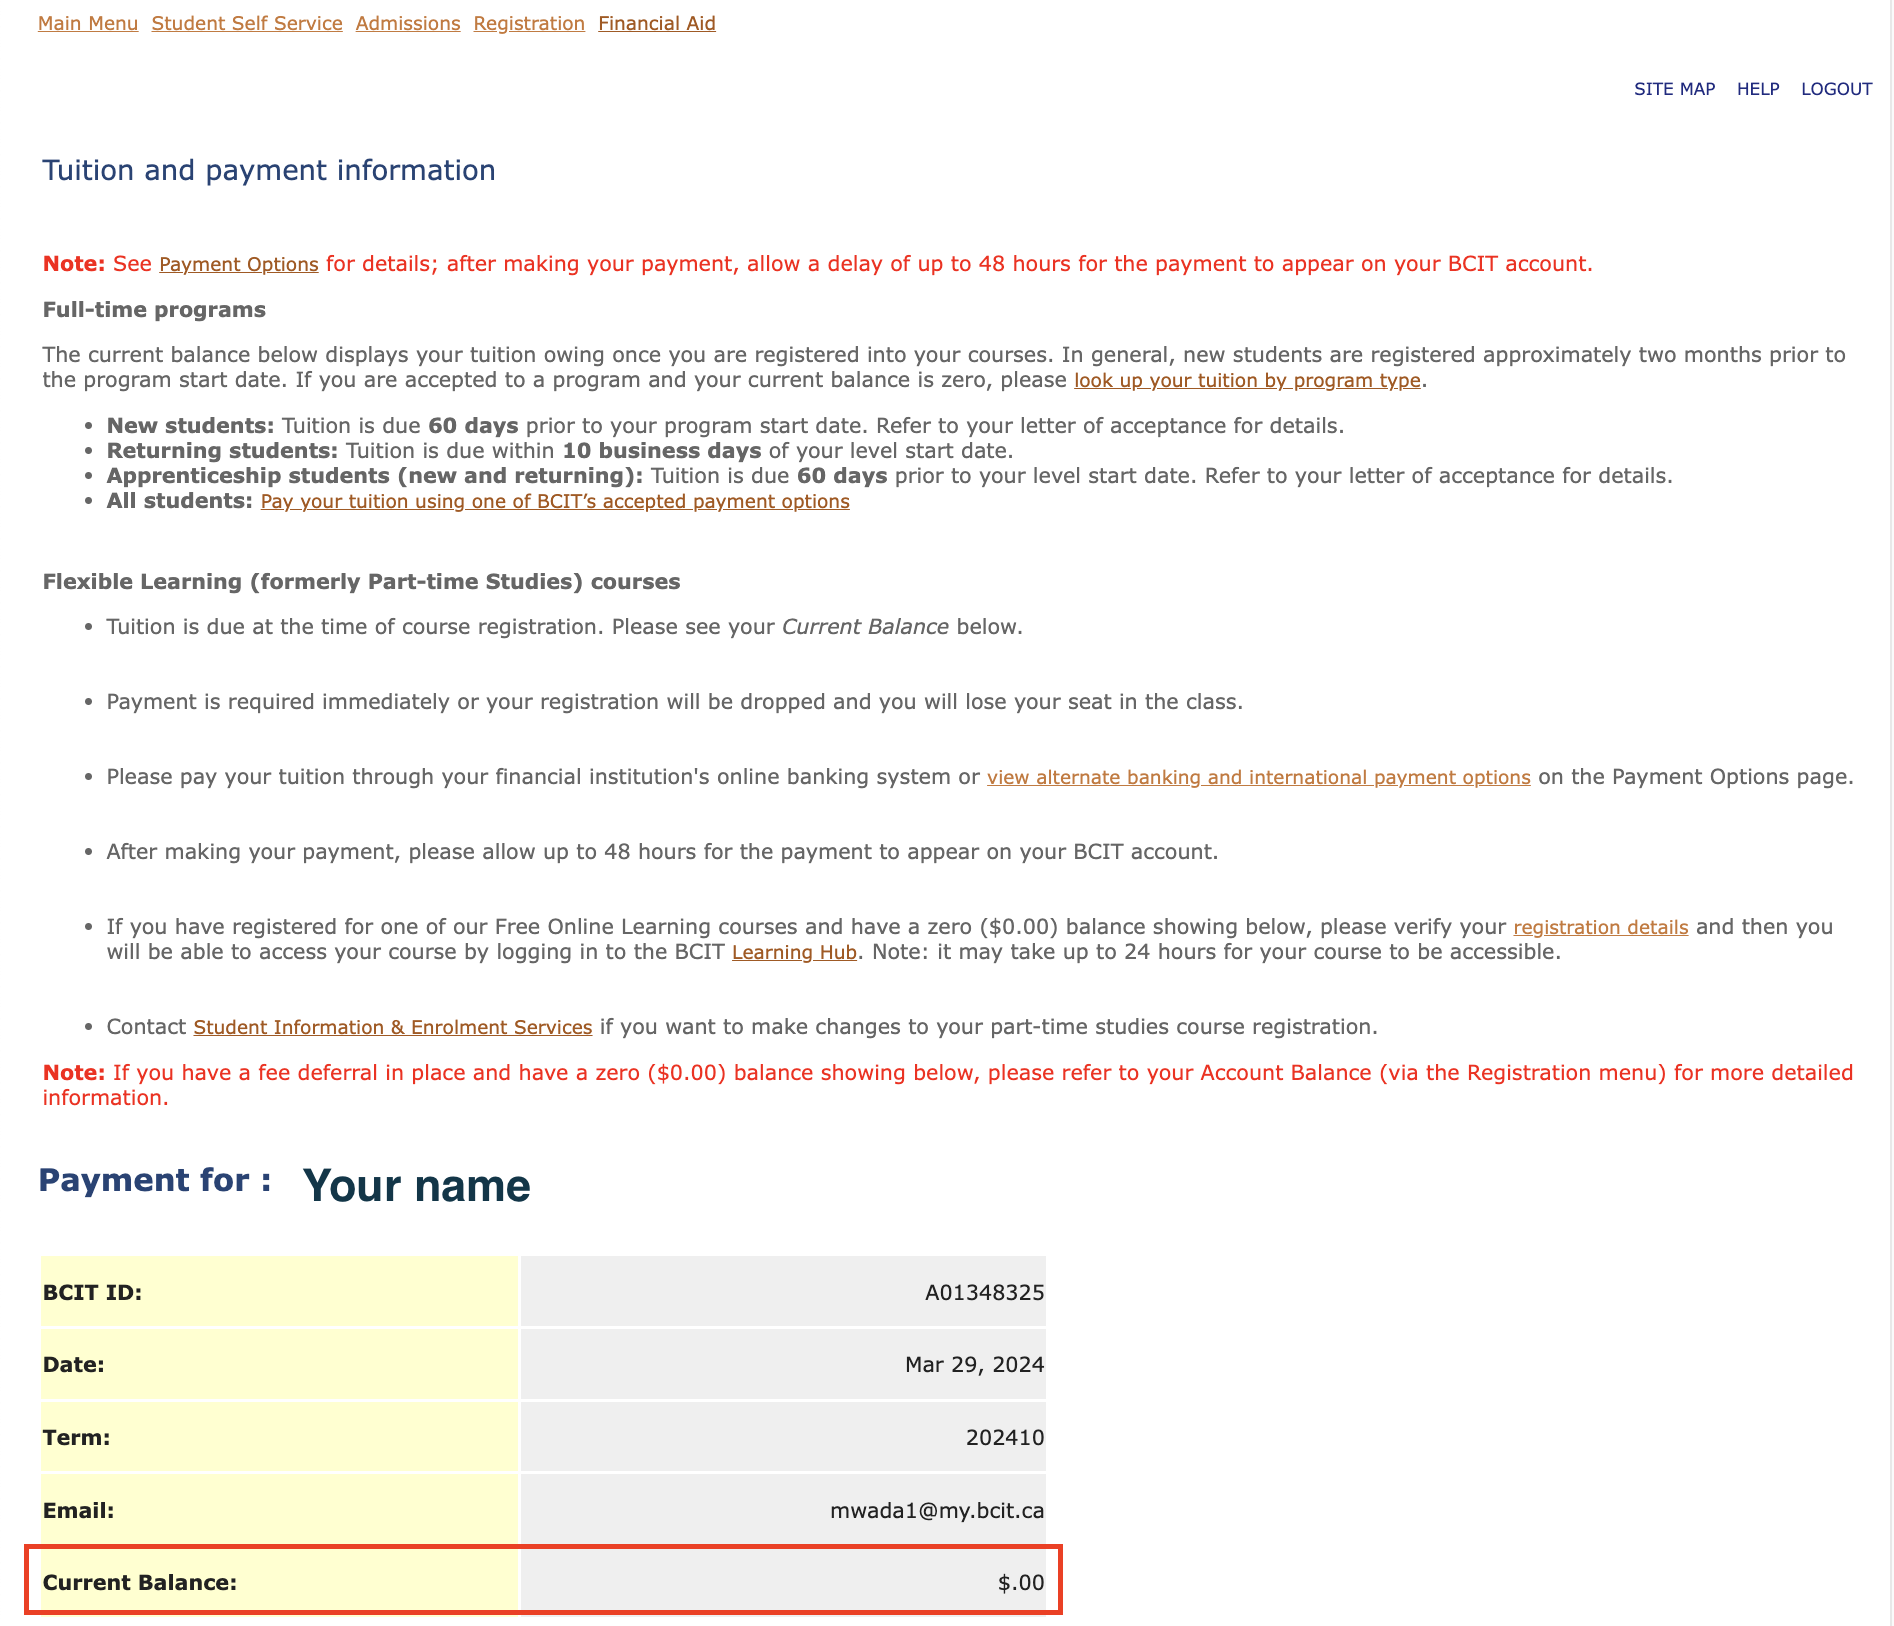 Main Menu Student Self Service Admissions Registration Financial Aid
SITE MAP HELP LOGOUT
Tuition and payment information
Note: See Payment Options for details; after making your payment, allow a delay of up to 48 hours for the payment to appear on your BCIT account.
Full-time programs
The current balance below displays your tuition owing once you are registered into your courses. In general, new students are registered approximately two months prior to
the program start date. If you are accepted to a program and your current balance is zero, please look up your tuition by program type.
• New students: Tuition is due 60 days prior to your program start date. Refer to your letter of acceptance for details.
• Returning students: Tuition is due within 10 business days of your level start date.
• Apprenticeship students (new and returning): Tuition is due 60 days prior to your level start date. Refer to your letter of acceptance for details.
• All students: Pay your tuition using one of BCIT’s accepted payment options
Flexible Learning (formerly Part-time Studies) courses
• Tuition is due at the time of course registration. Please see your Current Balance below.
• Payment is required immediately or your registration will be dropped and you will lose your seat in the class.
• Please pay your tuition through your financial institution's online banking system or view alternate banking and international payment options on the Payment Options page.
• After making your payment, please allow up to 48 hours for the payment to appear on your BCIT account.
• If you have registered for one of our Free Online Learning courses and have a zero ($0.00) balance showing below, please verify your registration details and then you
will be able to access your course by logging in to the BCIT Learning Hub. Note: it may take up to 24 hours for your course to be accessible.
• Contact Student Information & Enrolment Services if you want to make changes to your part-time studies course registration.
Note: If you have a fee deferral in place and have a zero ($0.00) balance showing below, please refer to your Account Balance (via the Registration menu) for more detailed
information.
Payment for : Your name
BCIT ID: A01348325
Date: Mar 29, 2024
Term: 202410
Email: mwada1@my.bcit.ca
Current Balance: $.00